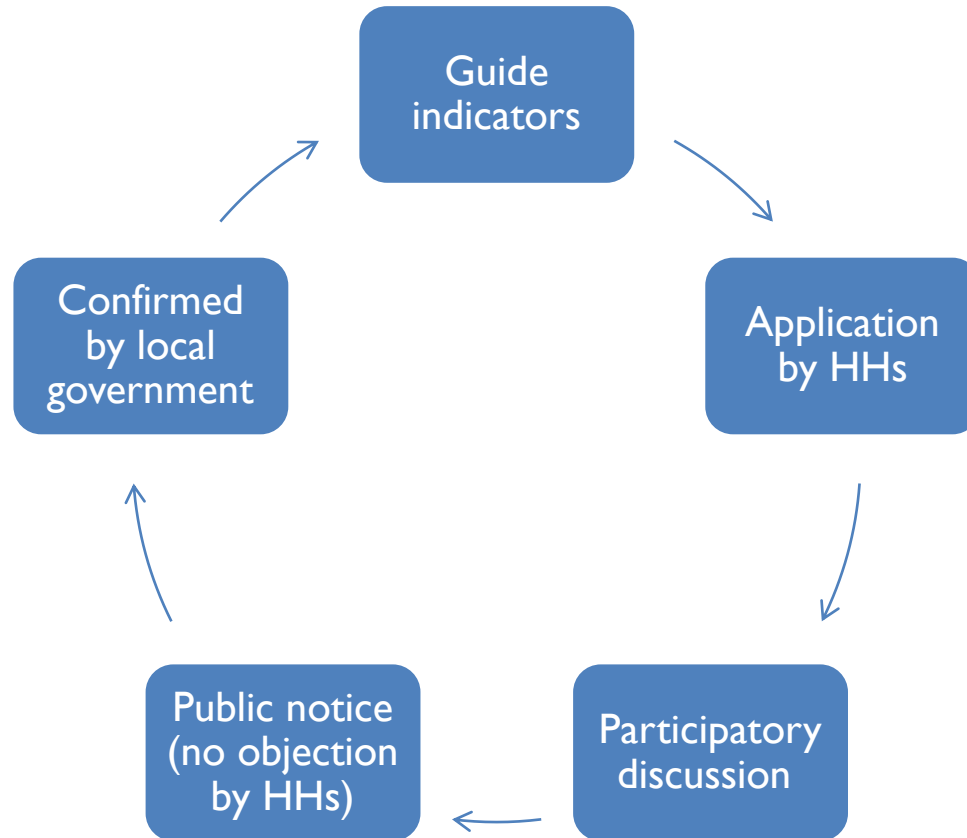 Guide
indicators
Application
by HHs
Participatory
discussion
Public notice
(no objection
by HHs)
Confirmed
by local
government